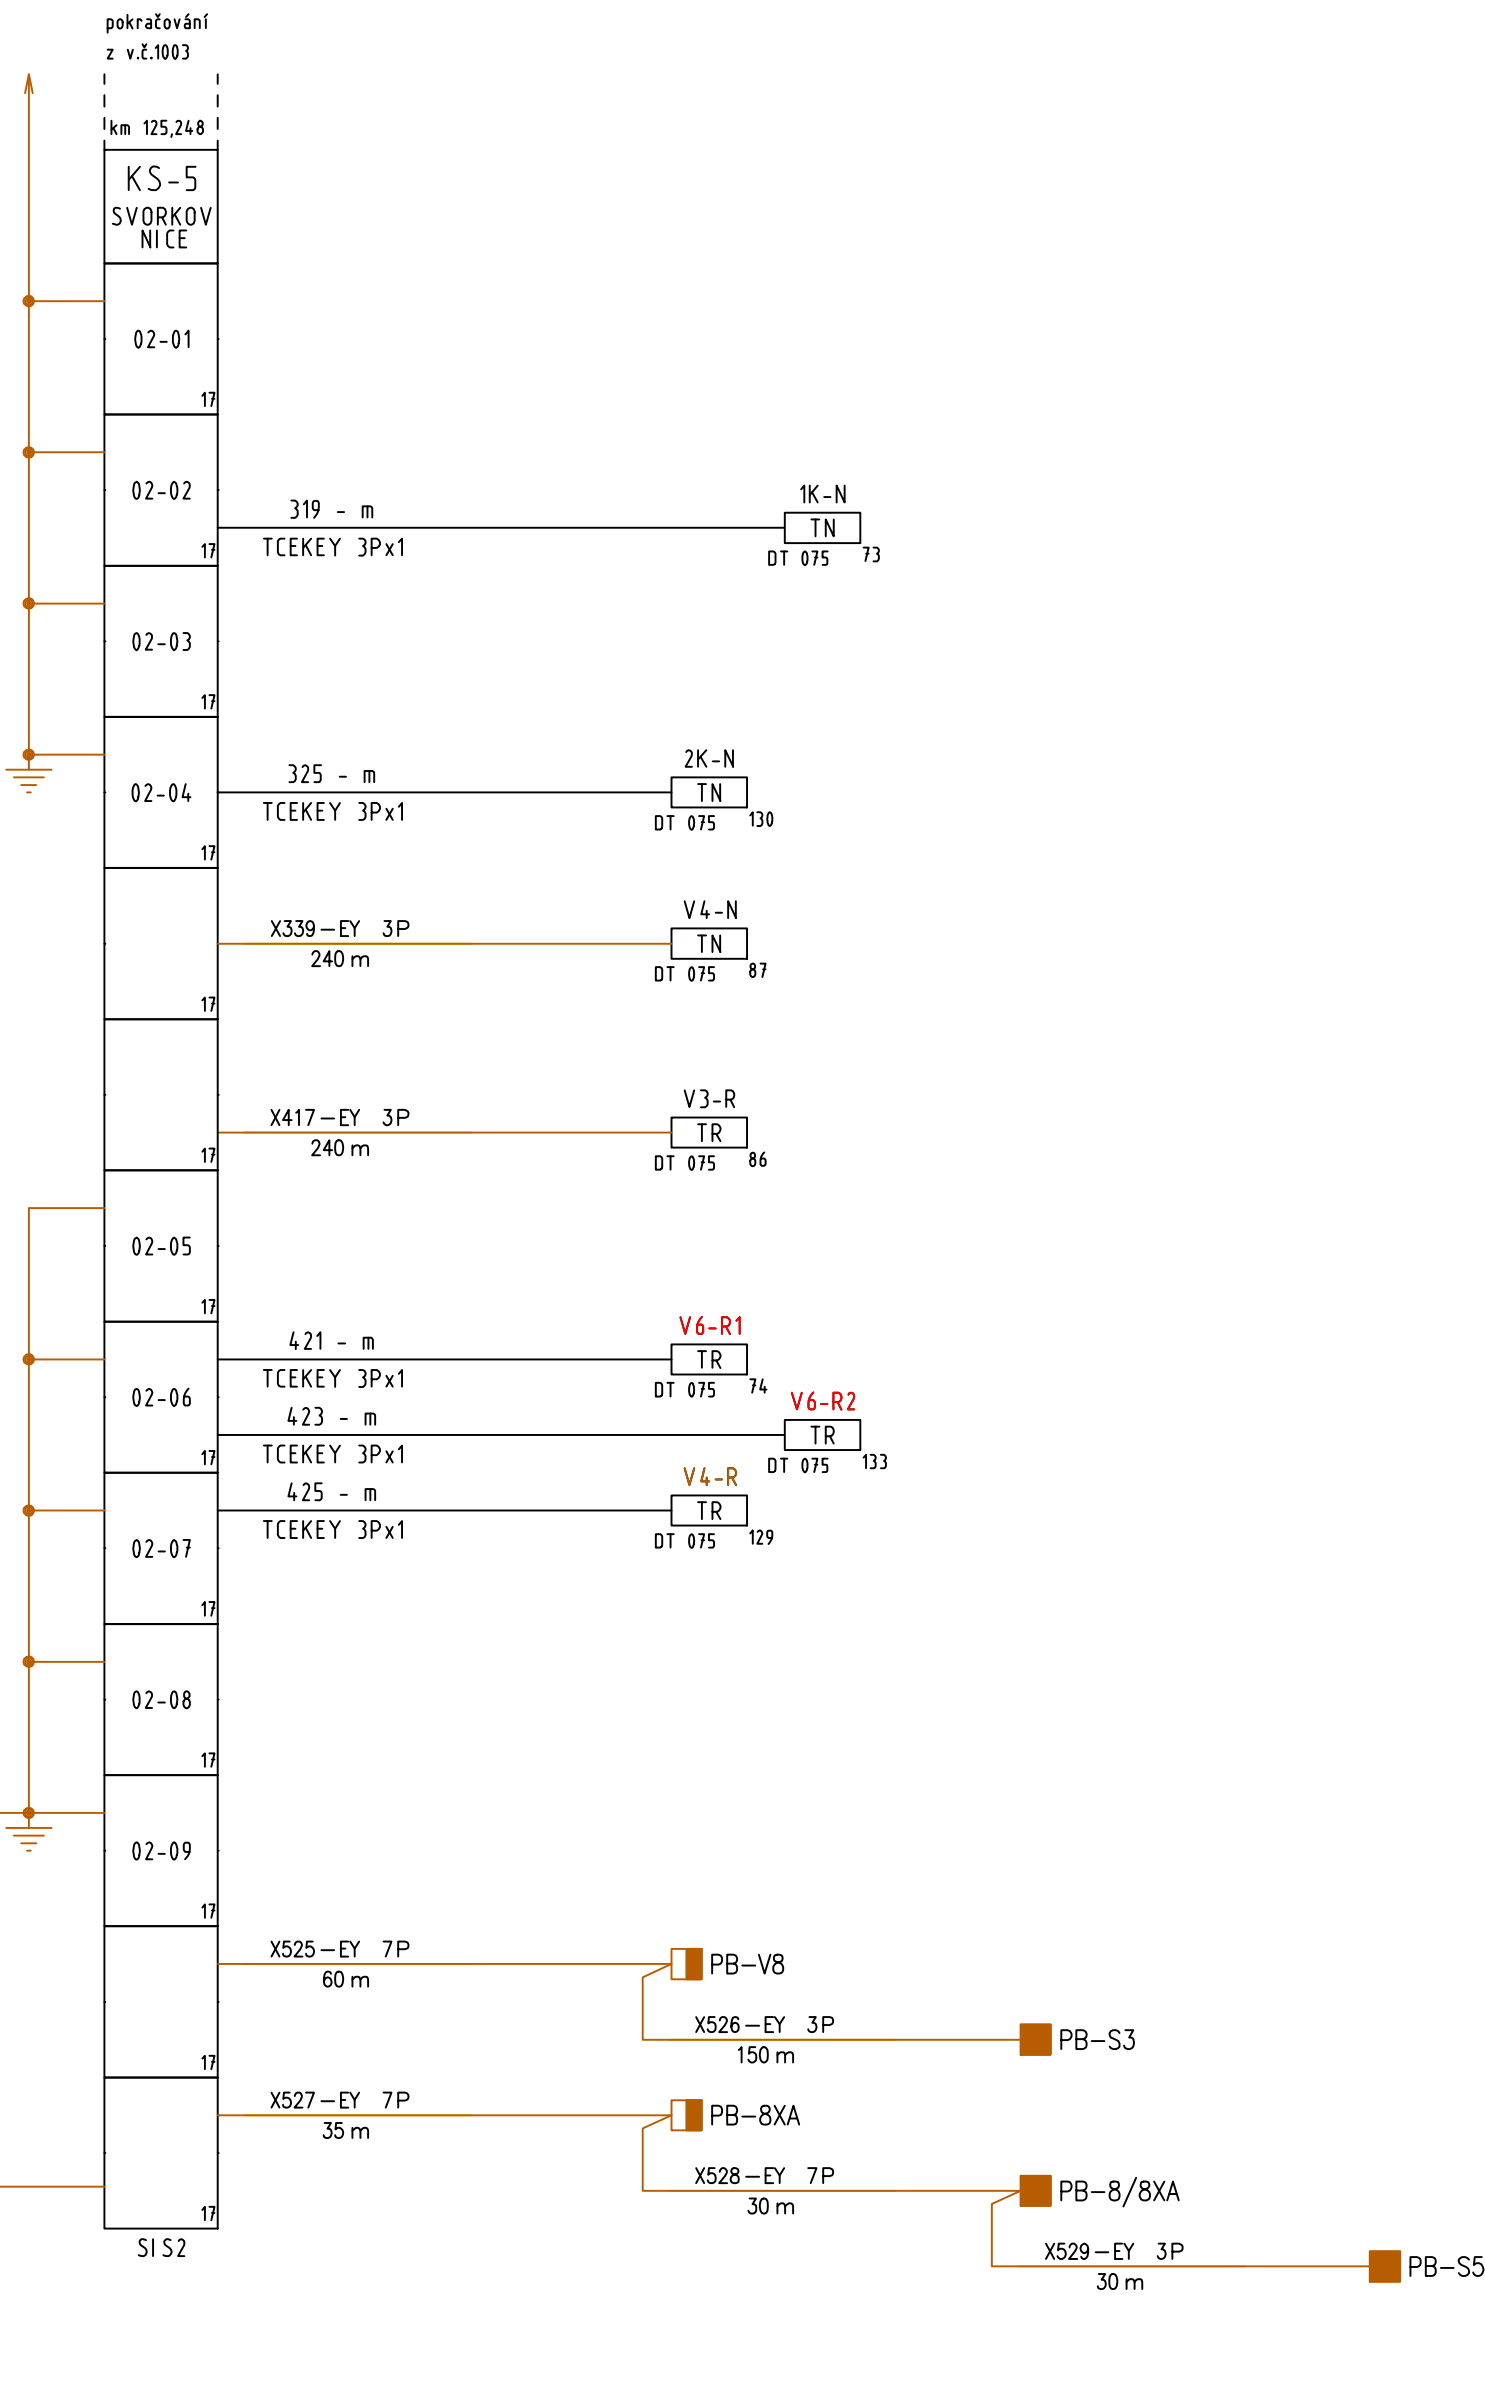 pokračování
z v.č.1003
km 125,248
KS-5
SVORKOV
NICE
02-01
17
02-02
17
319 - m
TCEKEY 3Px1
1K-N
TN
DT 075
73
02-03
17
02-04
17
325 - m
TCEKEY 3Px1
2K-N
TN
DT 075
130
X339-EY 3P
240 m
V4-N
TN
DT 075
87
17
X417-EY 3P
240 m
V3-R
TR
DT 075
86
17
02-05
17
421 - m
TCEKEY 3Px1
V6-R1
TR
DT 075
74
02-06
17
423 - m
TCEKEY 3Px1
V6-R2
TR
DT 075
133
425 - m
TCEKEY 3Px1
V4-R
TR
DT 075
129
02-07
17
02-08
17
02-09
17
X525-EY 7P
60 m
PB-V8
X526-EY 3P
150 m
PB-S3
17
X527-EY 7P
35 m
PB-8XA
X528-EY 7P
30 m
PB-8/8XA
17
X529-EY 3P
30 m
PB-S5
SIS2